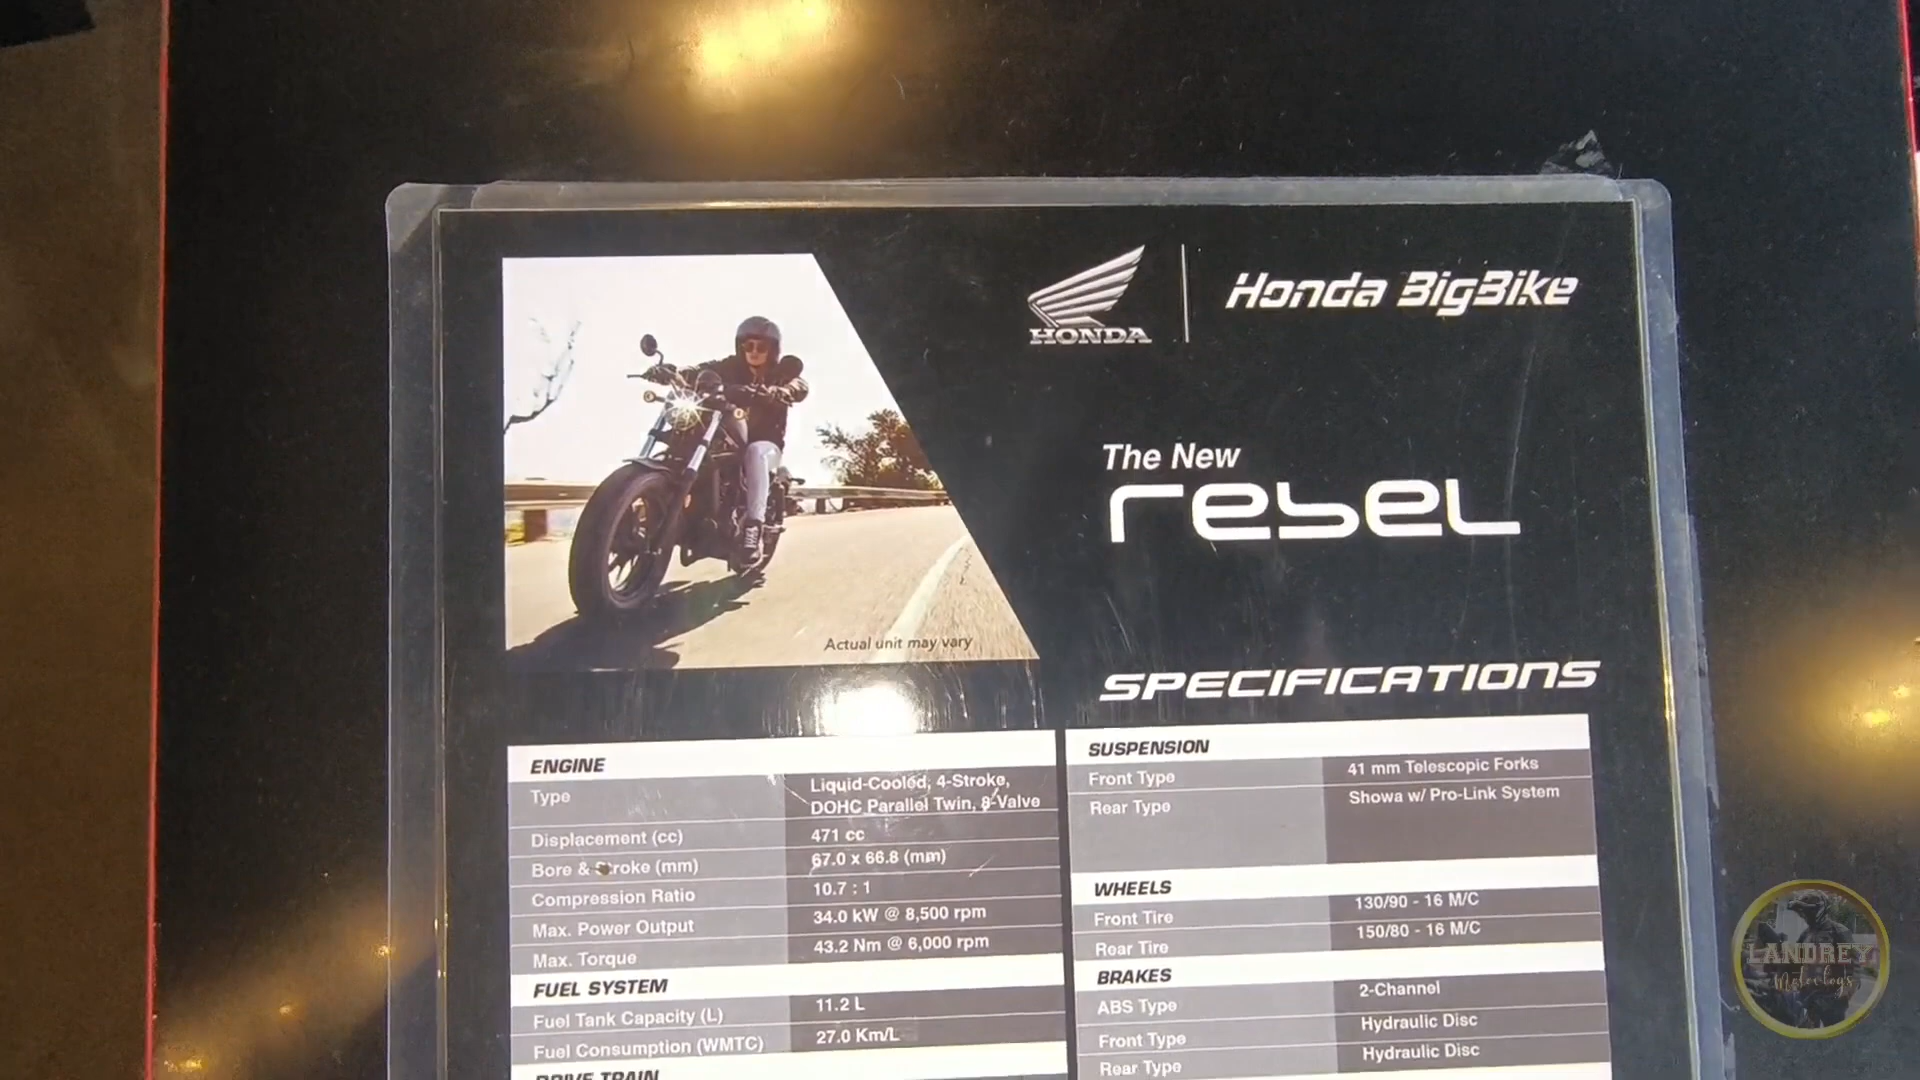 HONDA
Honda BigBike
The New
rebel
Actual unit may vary
SPECIFICATIONS
ENGINE
Type
Liquid-Cooled, 4-Stroke,
DOHC Parallel Twin, 8-Valve
Displacement (cc)
471 cc
Bore & Stroke (mm)
67.0 x 66.8 (mm)
Compression Ratio
10.7 : 1
Max. Power Output
34.0 kW @ 8,500 rpm
Max. Torque
43.2 Nm @ 6,000 rpm
FUEL SYSTEM
Fuel Tank Capacity (L)
11.2 L
Fuel Consumption (WMTC)
27.0 Km/L
DRIVE TRAIN
SUSPENSION
Front Type
41 mm Telescopic Forks
Rear Type
Showa w/ Pro-Link System
WHEELS
Front Tire
130/90 - 16 M/C
Rear Tire
150/80 - 16 M/C
BRAKES
ABS Type
2-Channel
Front Type
Hydraulic Disc
Rear Type
Hydraulic Disc
LANDREY
Motovlog's